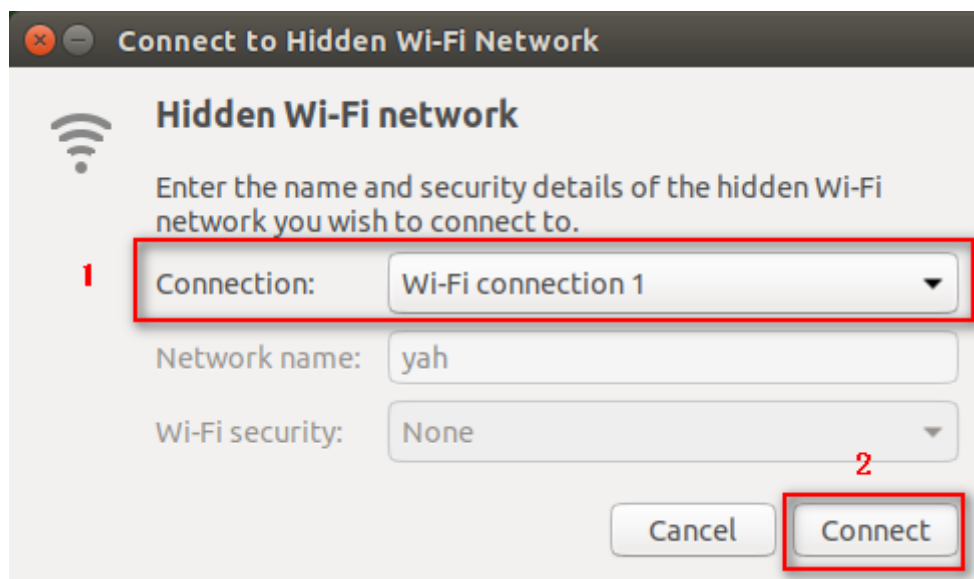 Connect to Hidden Wi-Fi Network
Hidden Wi-Fi network
Enter the name and security details of the hidden Wi-Fi
network you wish to connect to.
1
Connection: Wi-Fi connection 1
Network name: yah
Wi-Fi security: None
2
Cancel Connect